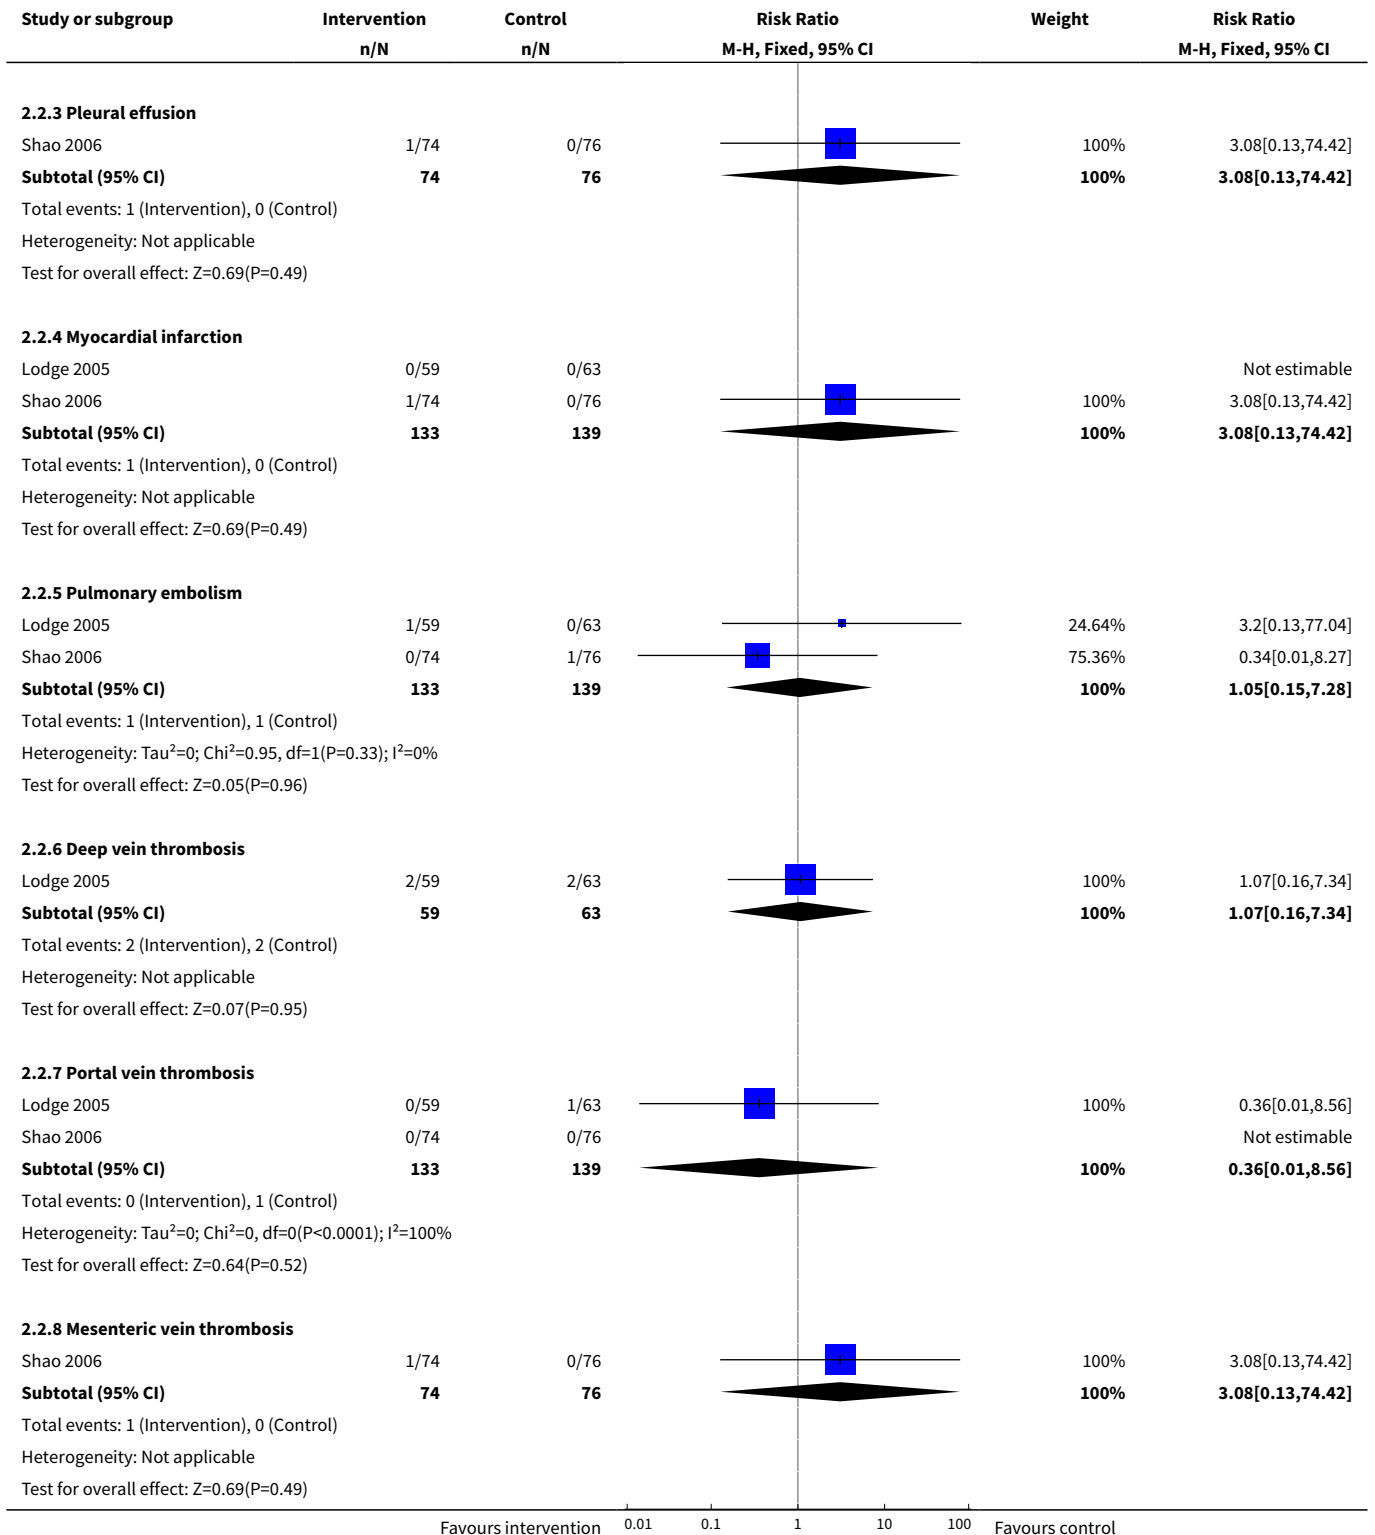 Study or subgroup Intervention Control Risk Ratio Weight Risk Ratio
n/N n/N M-H, Fixed, 95% CI M-H, Fixed, 95% CI
2.2.3 Pleural effusion
Shao 2006 1/74 0/76 100% 3.08[0.13,74.42]
Subtotal (95% CI) 74 76 100% 3.08[0.13,74.42]
Total events: 1 (Intervention), 0 (Control)
Heterogeneity: Not applicable
Test for overall effect: Z=0.69(P=0.49)
2.2.4 Myocardial infarction
Lodge 2005 0/59 0/63 Not estimable
Shao 2006 1/74 0/76 100% 3.08[0.13,74.42]
Subtotal (95% CI) 133 139 100% 3.08[0.13,74.42]
Total events: 1 (Intervention), 0 (Control)
Heterogeneity: Not applicable
Test for overall effect: Z=0.69(P=0.49)
2.2.5 Pulmonary embolism
Lodge 2005 1/59 0/63 24.64% 3.2[0.13,77.04]
Shao 2006 0/74 1/76 75.36% 0.34[0.01,8.27]
Subtotal (95% CI) 133 139 100% 1.05[0.15,7.28]
Total events: 1 (Intervention), 1 (Control)
Heterogeneity: Tau²=0; Chi²=0.95, df=1(P=0.33); I²=0%
Test for overall effect: Z=0.05(P=0.96)
2.2.6 Deep vein thrombosis
Lodge 2005 2/59 2/63 100% 1.07[0.16,7.34]
Subtotal (95% CI) 59 63 100% 1.07[0.16,7.34]
Total events: 2 (Intervention), 2 (Control)
Heterogeneity: Not applicable
Test for overall effect: Z=0.07(P=0.95)
2.2.7 Portal vein thrombosis
Lodge 2005 0/59 1/63 100% 0.36[0.01,8.56]
Shao 2006 0/74 0/76 Not estimable
Subtotal (95% CI) 133 139 100% 0.36[0.01,8.56]
Total events: 0 (Intervention), 1 (Control)
Heterogeneity: Tau²=0; Chi²=0, df=0(P<0.0001); I²=100%
Test for overall effect: Z=0.64(P=0.52)
2.2.8 Mesenteric vein thrombosis
Shao 2006 1/74 0/76 100% 3.08[0.13,74.42]
Subtotal (95% CI) 74 76 100% 3.08[0.13,74.42]
Total events: 1 (Intervention), 0 (Control)
Heterogeneity: Not applicable
Test for overall effect: Z=0.69(P=0.49)
Favours intervention 0.01 0.1 1 10 100 Favours control